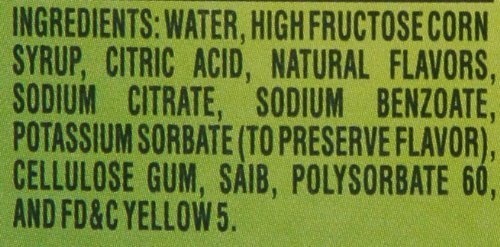 INGREDIENTS: WATER, HIGH FRUCTOSE CORN
SYRUP, CITRIC ACID, NATURAL FLAVORS,
SODIUM CITRATE, SODIUM BENZOATE,
POTASSIUM SORBATE (TO PRESERVE FLAVOR),
CELLULOSE GUM, SAIB, POLYSORBATE 60,
AND FD&C YELLOW 5.